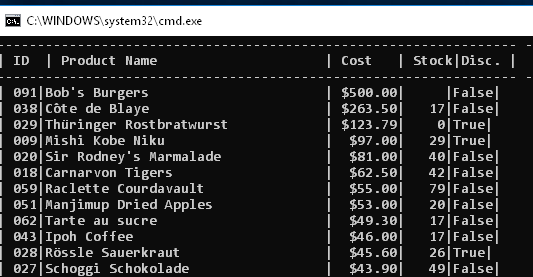 C:\WINDOWS\system32\cmd.exe
| ID | Product Name | Cost | Stock|Disc. |
| 091|Bob's Burgers | $500.00| |False|
| 038|Côte de Blaye | $263.50| 17|False|
| 029|Thüringer Rostbratwurst | $123.79| 0|True|
| 009|Mishi Kobe Niku | $97.00| 29|True|
| 020|Sir Rodney's Marmalade | $81.00| 40|False|
| 018|Carnarvon Tigers | $62.50| 42|False|
| 059|Raclette Courdavault | $55.00| 79|False|
| 051|Manjimup Dried Apples | $53.00| 20|False|
| 062|Tarte au sucre | $49.30| 17|False|
| 043|Ipoh Coffee | $46.00| 17|False|
| 028|Rössle Sauerkraut | $45.60| 26|True|
| 027|Schoggi Schokolade | $43.90| 49|False|